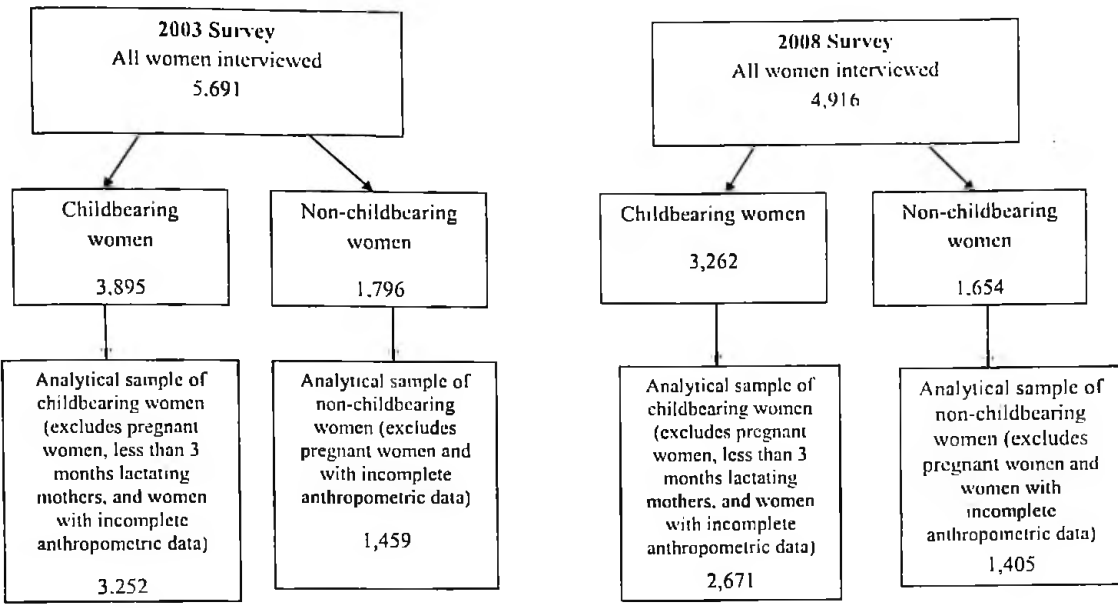 2003 Survey
All women interviewed
5.691
2008 Survey
All women interviewed
4,916
Childbearing
women
3,895
Non-childbearing
women
1.796
Childbearing women
3,262
Non-childbearing
women
1.654
Analytical sample of
childbearing women
(excludes pregnant
women, less than 3
months lactating
mothers, and women
with incomplete
anthropometric data)
3.252
Analytical sample of
non-childbearing
women (excludes
pregnant women and
with incomplete
anthropometric data)
1,459
Analytical sample of
childbearing women
(excludes pregnant
women, less than 3
months lactating
mothers, and women
with incomplete
anthropometric data)
2,671
Analytical sample of
non-childbearing
women (excludes
pregnant women and
women with
incomplete
anthropometric data)
1,405